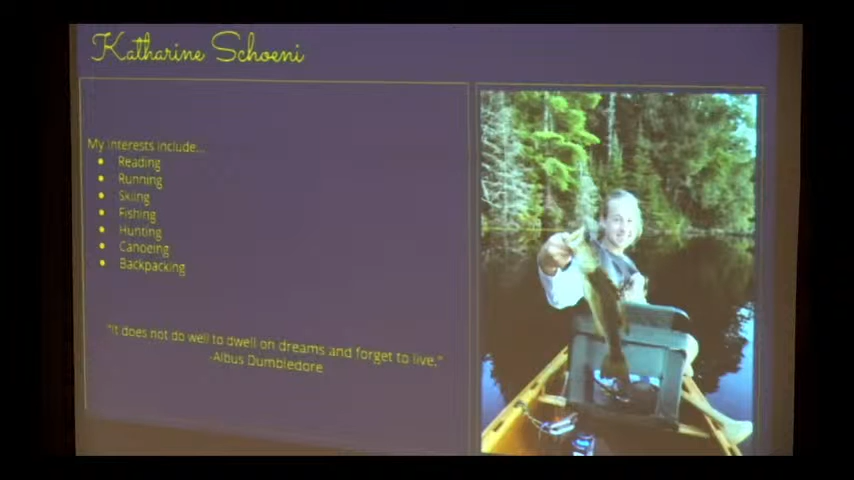 Katharine Schoeni
My interests include...
• Reading
• Running
• Skiing
• Fishing
• Hunting
• Canoeing
• Backpacking
"It does not do well to dwell on dreams and forget to live."
-Albus Dumbledore